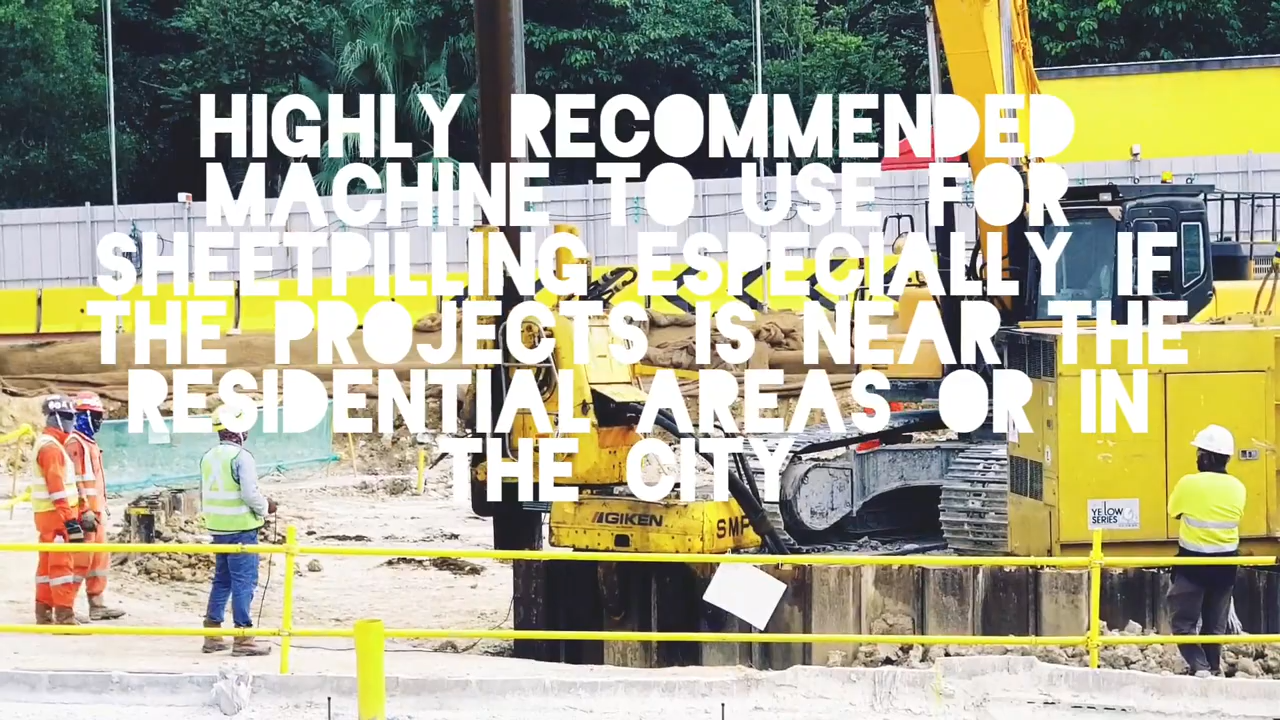 HIGHLY RECOMMENDED
MACHINE TO USE FOR
SHEETPILLING ESPECIALLY IF
THE PROJECTS IS NEAR THE
RESIDENTIAL AREAS OR IN
THE CITY
GIKEN
SMP
YELLOW
SERIES